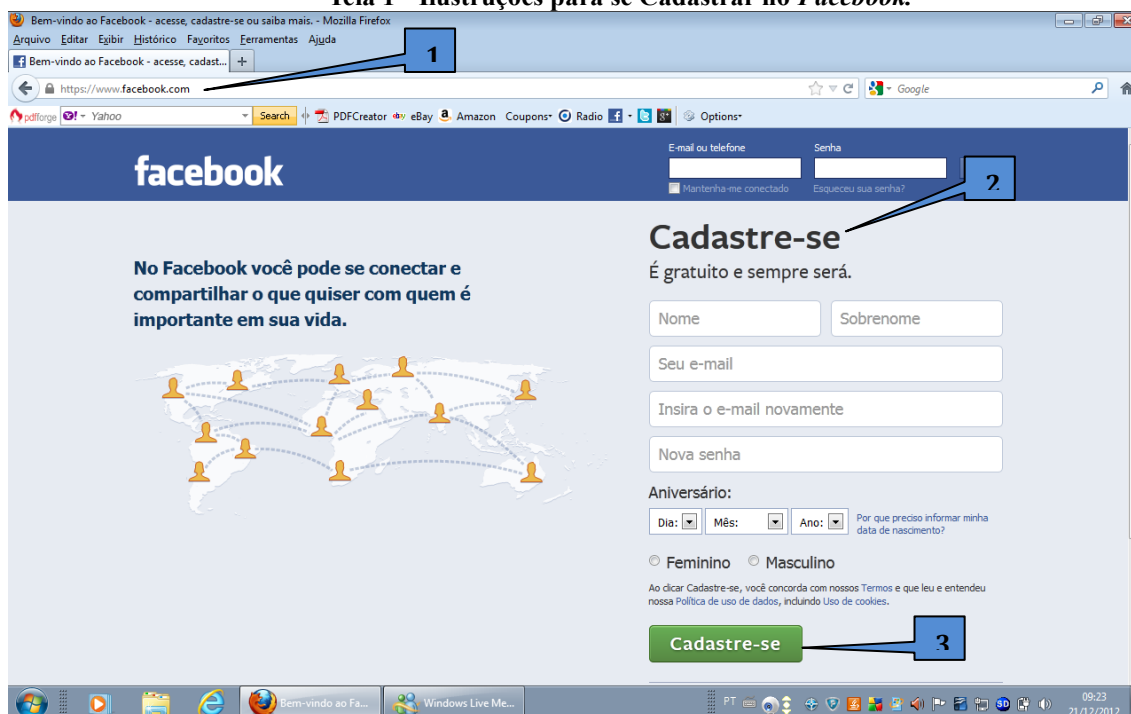 Tela 1 - Ilustrações para se Cadastrar no Facebook.
Bem-vindo ao Facebook - acesse, cadastre-se ou saiba mais. - Mozilla Firefox
Arquivo Editar Exibir Histórico Favoritos Ferramentas Ajuda
1
Bem-vindo ao Facebook - acesse, cadast... +
https://www.facebook.com
Google
pdfforge Yahoo Search PDFCreator eBay Amazon Coupons Radio Options
facebook
E-mail ou telefone Senha
Mantenha-me conectado Esqueceu sua senha?
2
Cadastre-se
É gratuito e sempre será.
No Facebook você pode se conectar e
compartilhar o que quiser com quem é
importante em sua vida.
Nome Sobrenome
Seu e-mail
Insira o e-mail novamente
Nova senha
Aniversário:
Dia: Mês: Ano: Por que preciso informar minha
data de nascimento?
Feminino Masculino
Ao clicar Cadastre-se, você concorda com nossos Termos e que leu e entendeu
nossa Política de uso de dados, incluindo Uso de cookies.
Cadastre-se
3
Bem-vindo ao Fa... Windows Live Me... PT 09:23
21/12/2012